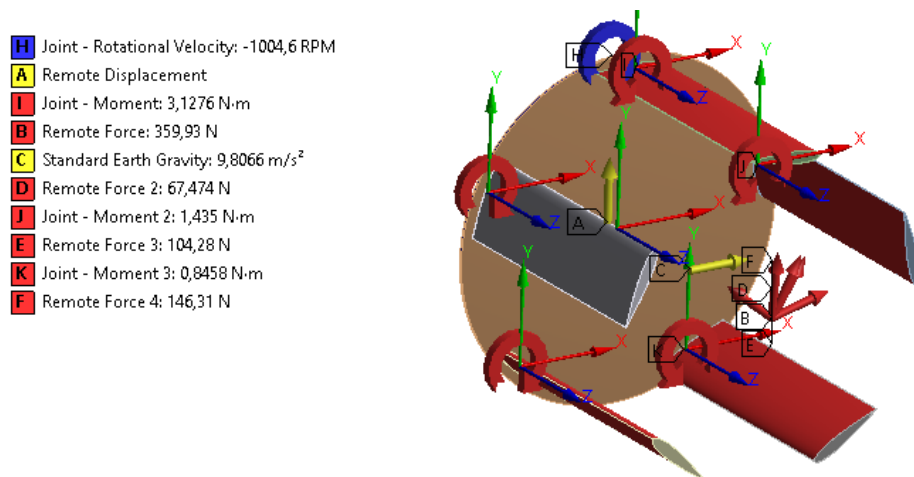 H Joint - Rotational Velocity: -1004,6 RPM
A Remote Displacement
I Joint - Moment: 3,1276 N·m
B Remote Force: 359,93 N
C Standard Earth Gravity: 9,8066 m/s²
D Remote Force 2: 67,474 N
J Joint - Moment 2: 1,435 N·m
E Remote Force 3: 104,28 N
K Joint - Moment 3: 0,8458 N·m
F Remote Force 4: 146,31 N
H I X
Y Z
Y Y X
X J Z
A X
Z Y Z F
C D
Y B X
X K E
Z Z